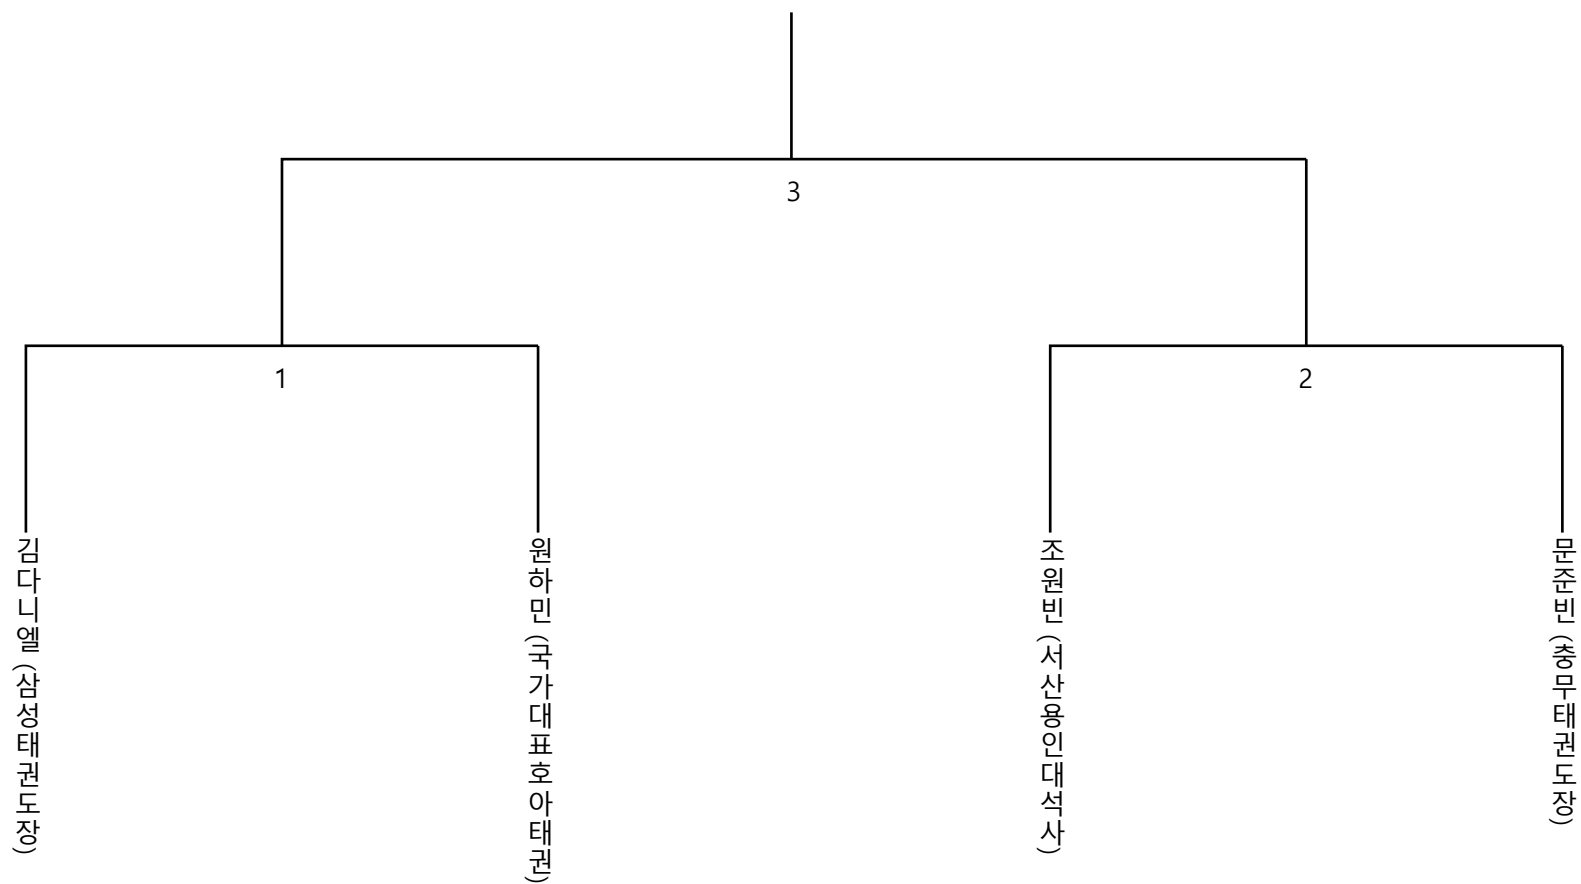 3
1
2
김다니엘 (삼성태권도장)
원하민 (국가대표호아태권)
조원빈 (서산용인대석사)
문준빈 (충무태권도장)